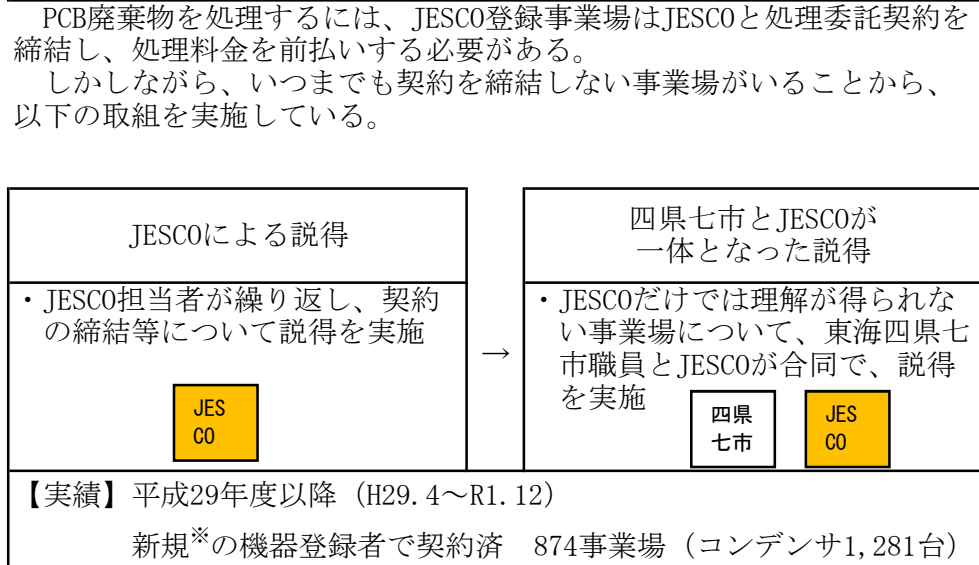 PCB廃棄物を処理するには、JESCO登録事業場はJESCOと処理委託契約を
締結し、処理料金を前払いする必要がある。
しかしながら、いつまでも契約を締結しない事業場がいることから、
以下の取組を実施している。
JESCOによる説得
・JESCO担当者が繰り返し、契約
の締結等について説得を実施
JES
CO
→
四県七市とJESCOが
一体となった説得
・JESCOだけでは理解が得られな
い事業場について、東海四県七
市職員とJESCOが合同で、説得
を実施
四県
七市
JES
CO
【実績】平成29年度以降（H29.4～R1.12）
新規※の機器登録者で契約済　874事業場（コンデンサ1,281台）